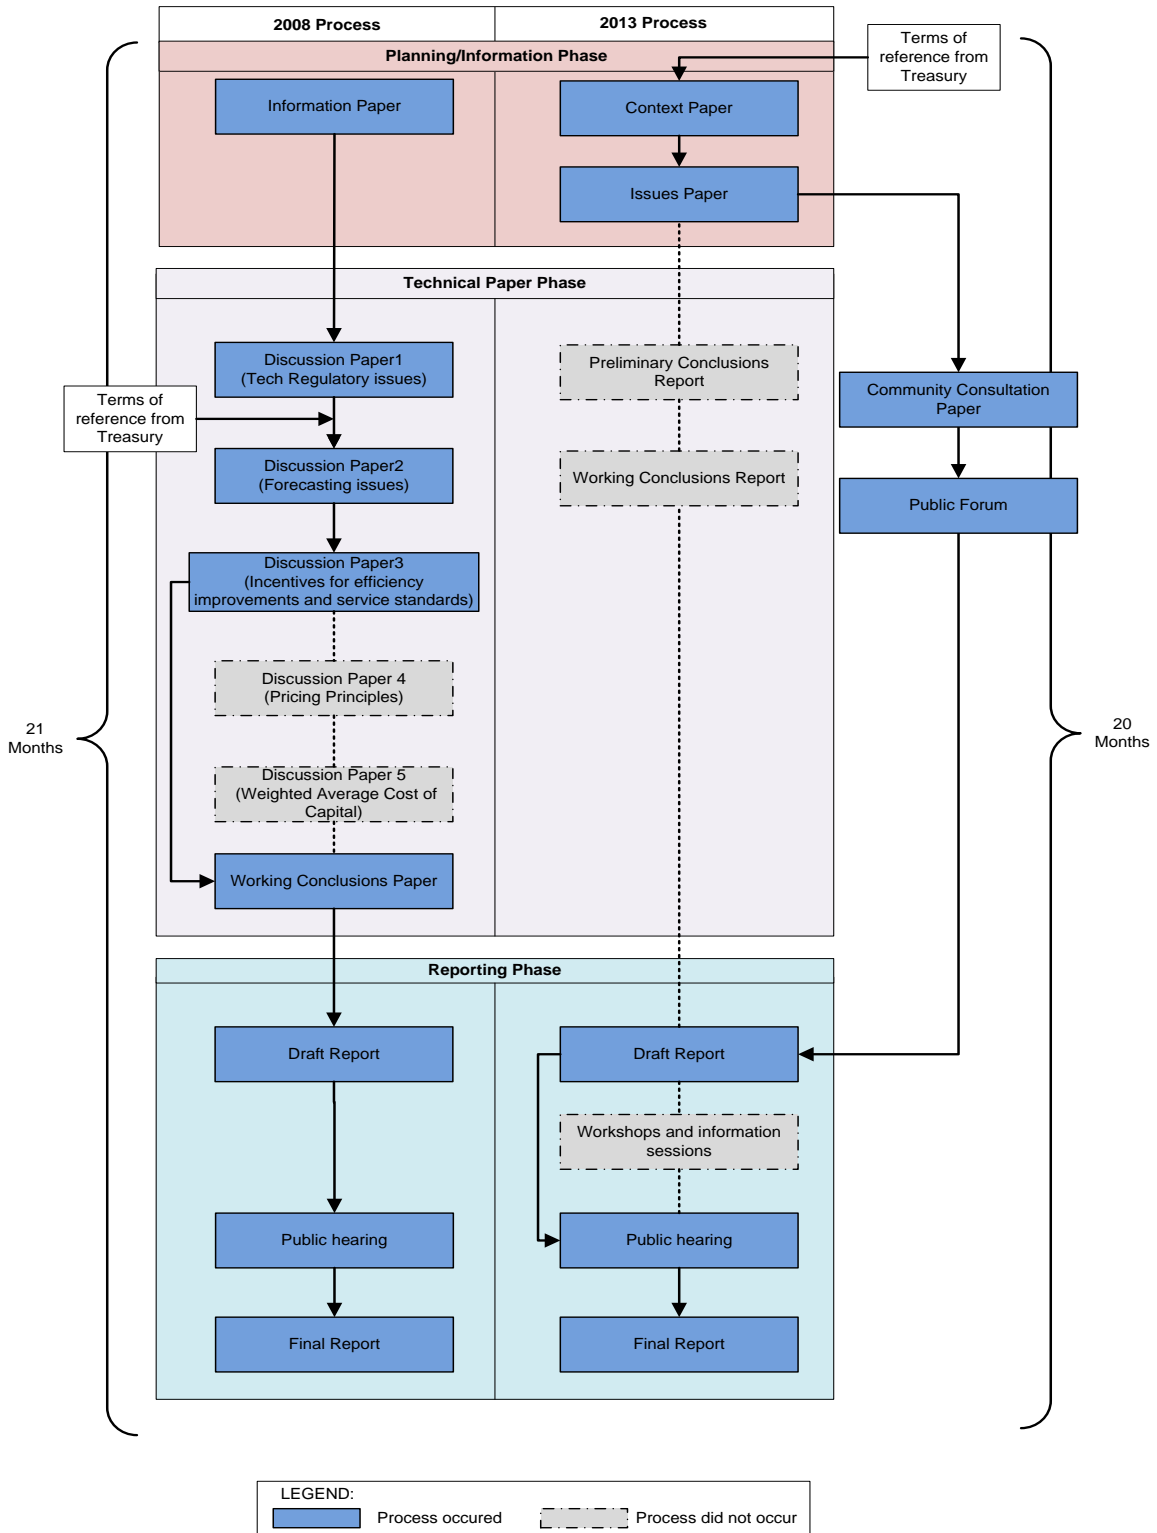 2008 Process
2013 Process
Planning/Information Phase
Terms of
reference from
Treasury
Information Paper
Context Paper
Issues Paper
Technical Paper Phase
Discussion Paper1
(Tech Regulatory issues)
Preliminary Conclusions
Report
Community Consultation
Paper
Terms of
reference from
Treasury
Discussion Paper2
(Forecasting issues)
Working Conclusions Report
Public Forum
Discussion Paper3
(Incentives for efficiency
improvements and service standards)
Discussion Paper 4
(Pricing Principles)
21
Months
20
Months
Discussion Paper 5
(Weighted Average Cost of
Capital)
Working Conclusions Paper
Reporting Phase
Draft Report
Draft Report
Workshops and information
sessions
Public hearing
Public hearing
Final Report
Final Report
LEGEND:
Process occured
Process did not occur